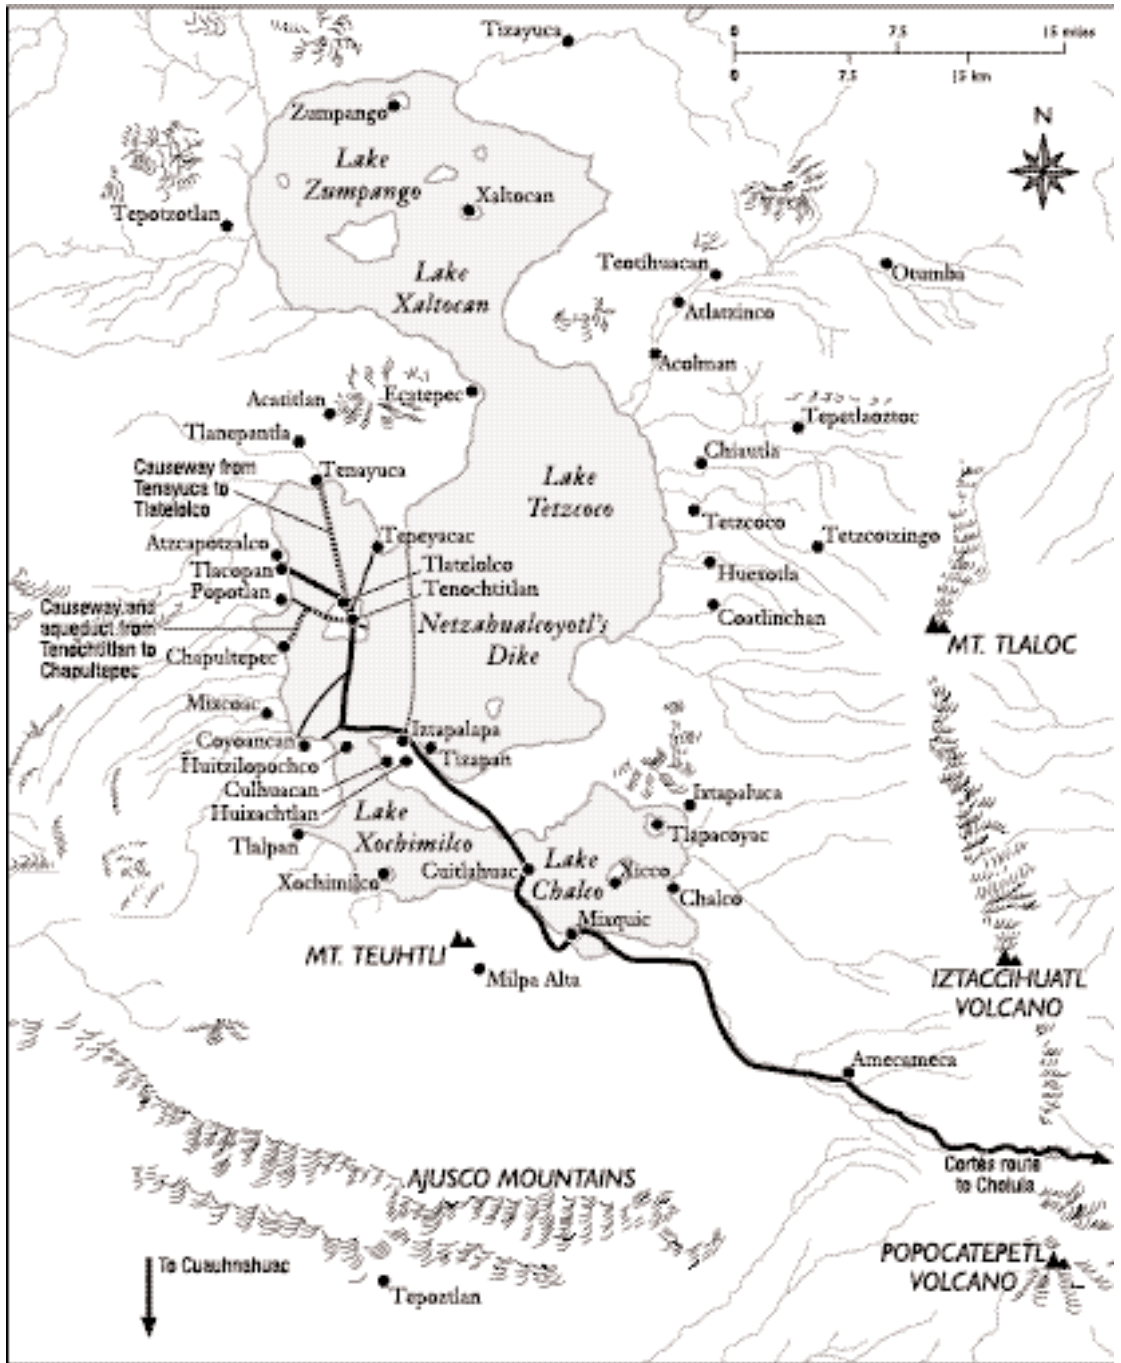 Tizayuca
0 7.5 15 miles
0 7.5 15 km
N
Zumpango
Lake
Zumpango
Xaltocan
Tepotzotlan
Lake
Xaltocan
Teotihuacan
Otumba
Atlatzinco
Acolman
Ecatepec
Acatitlan
Tepetlaoztoc
Tlanepantla
Chiautla
Causeway from
Tenayuca to
Tlatelolco
Tenayuca
Lake
Tetzcoco
Tetzcoco
Tetzcotzingo
Atzcapotzalco
Tepeyacac
Tlacopan
Tlatelolco
Huexotla
Popotlan
Tenochtitlan
Causeway and
aqueduct from
Tenochtitlan to
Chapultepec
Coatlinchan
Netzahualcoyotl's
Dike
Chapultepec
MT. TLALOC
Mixcoac
Coyoancan
Iztapalapa
Huitzilopochco
Tizapan
Culhuacan
Huixachtlan
Ixtapaluca
Lake
Xochimilco
Tlalpan
Tlapacoyac
Cuitlahuac
Lake
Chalco
Xicco
Xochimilco
Chalco
Mixquic
MT. TEUHTLI
Milpa Alta
IZTACCIHUATL
VOLCANO
Amecameca
Cortés route
to Cholula
AJUSCO MOUNTAINS
To Cuauhnahuac
Tepoztlan
POPOCATEPETL
VOLCANO